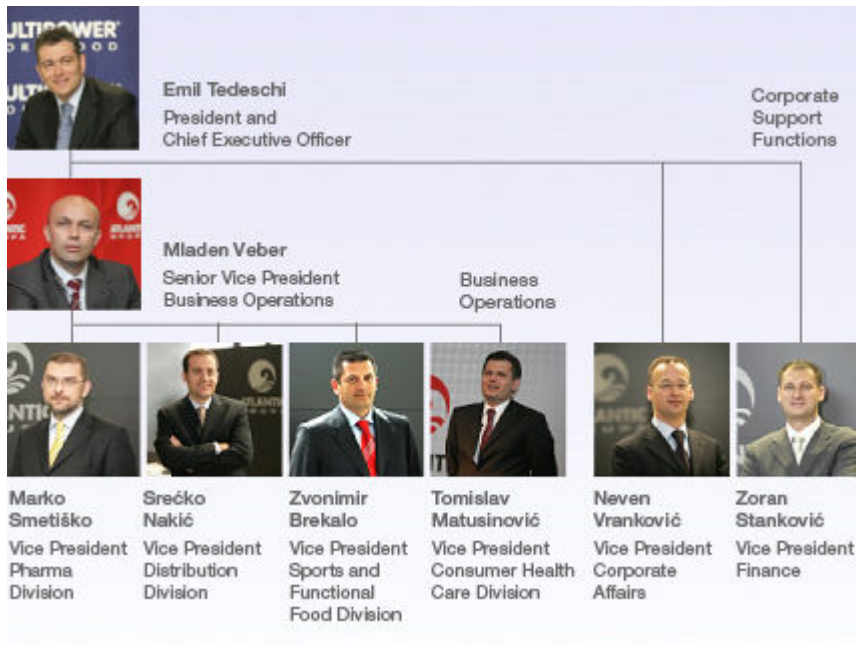 ULTIPOWER
Emil Tedeschi
President and
Chief Executive Officer
Corporate
Support
Functions
Mladen Veber
Senior Vice President
Business Operations
Business
Operations
Marko
Smetiško
Vice President
Pharma
Division
Srećko
Nakić
Vice President
Distribution
Division
Zvonimir
Brekalo
Vice President
Sports and
Functional
Food Division
Tomislav
Matusinović
Vice President
Consumer Health
Care Division
Neven
Vranković
Vice President
Corporate
Affairs
Zoran
Stanković
Vice President
Finance